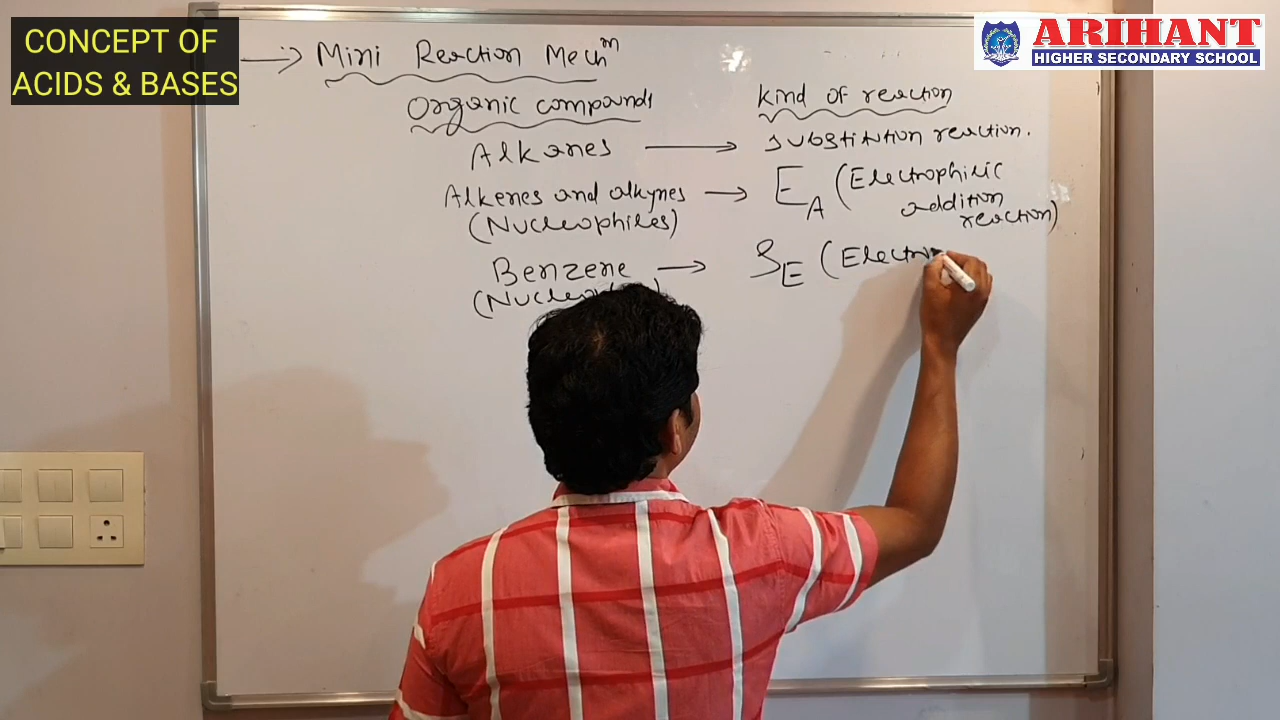 CONCEPT OF
ACIDS & BASES
ARIHANT
HIGHER SECONDARY SCHOOL
Mini Reaction Mechⁿ
Organic compounds
Kind of reaction
Alkanes → substitution reaction.
Alkenes and alkynes → E_A (Electrophilic
addition
(Nucleophiles)
reaction)
Benzene → S_E (Electro